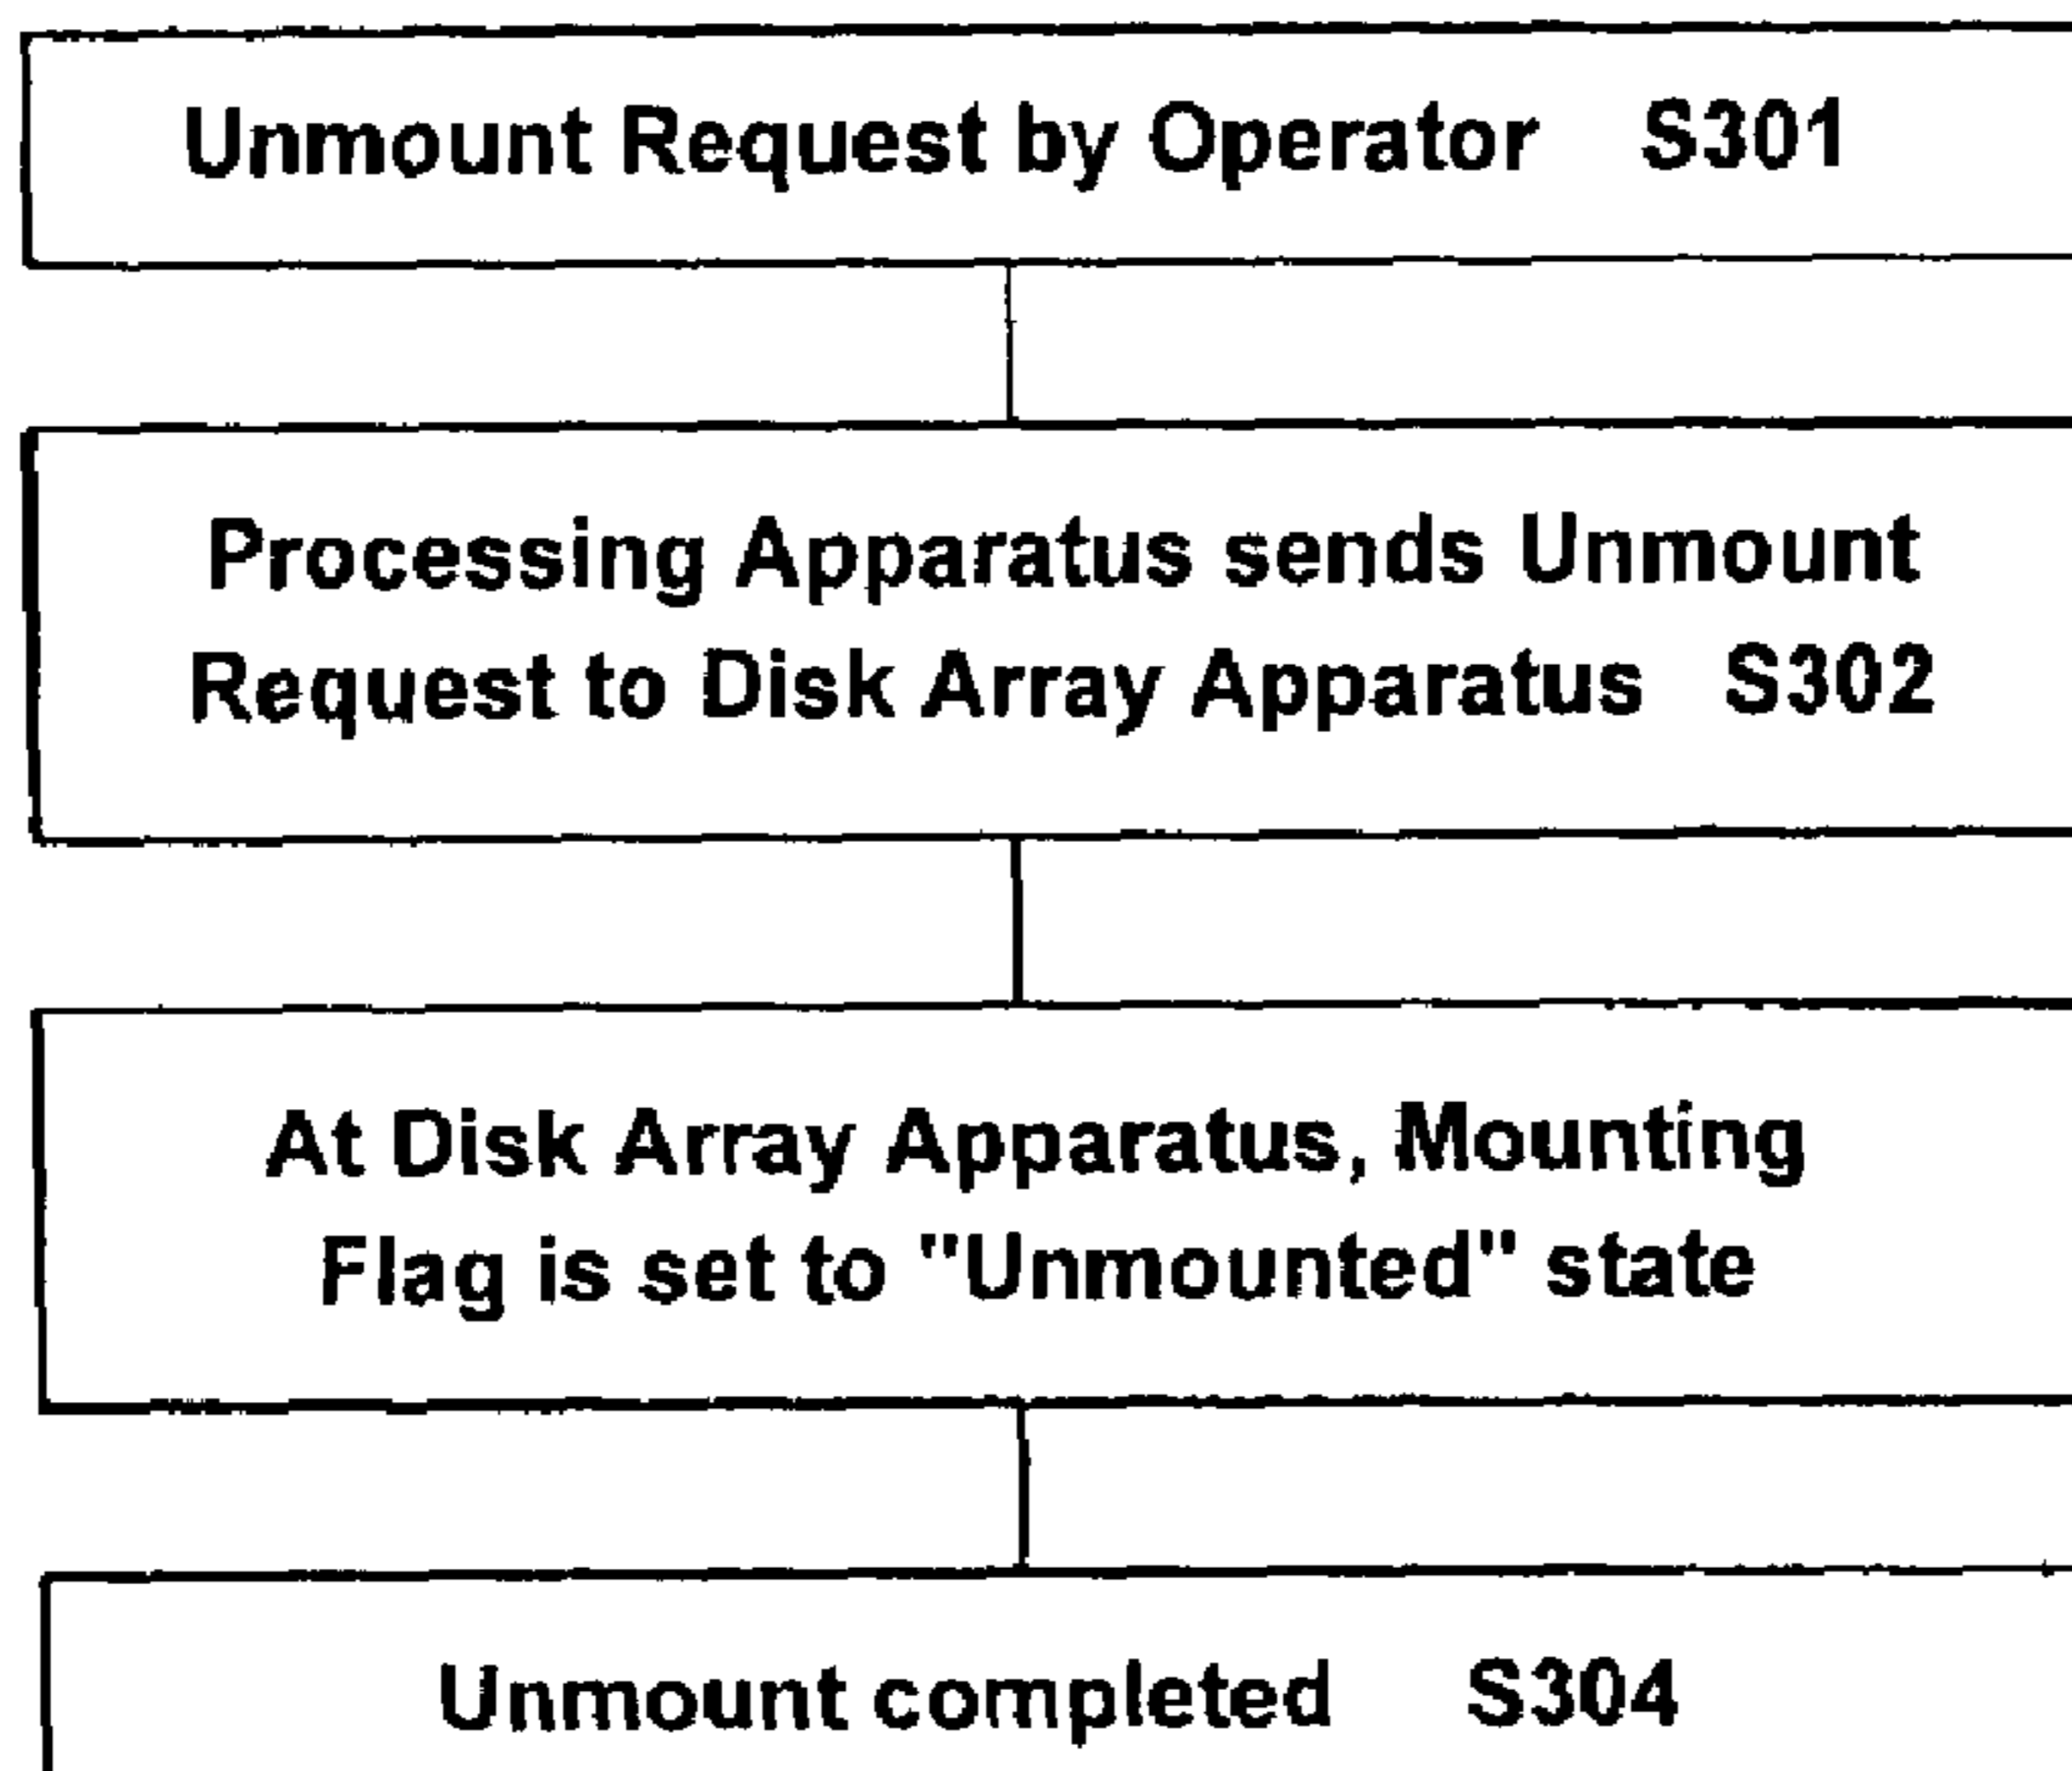 Unmount Request by Operator S301
Processing Apparatus sends Unmount
Request to Disk Array Apparatus S302
At Disk Array Apparatus, Mounting
Flag is set to "Unmounted" state
Unmount completed S304